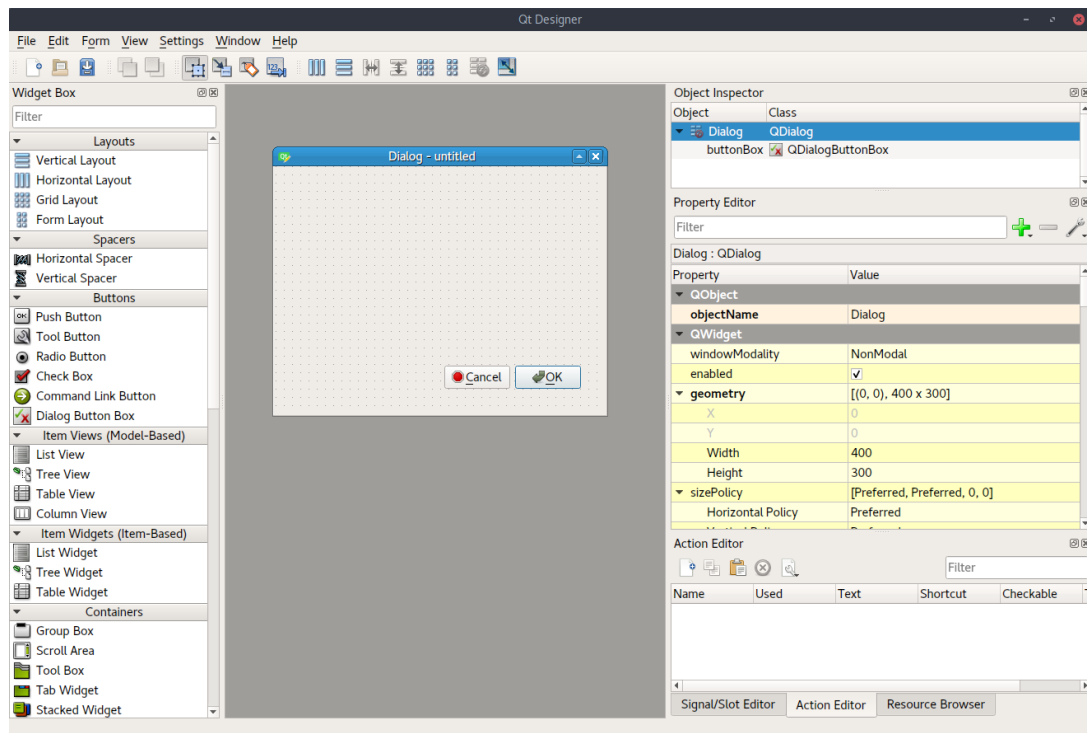 Qt Designer
File Edit Form View Settings Window Help
Widget Box
Filter
Layouts
Vertical Layout
Horizontal Layout
Grid Layout
Form Layout
Spacers
Horizontal Spacer
Vertical Spacer
Buttons
Push Button
Tool Button
Radio Button
Check Box
Command Link Button
Dialog Button Box
Item Views (Model-Based)
List View
Tree View
Table View
Column View
Item Widgets (Item-Based)
List Widget
Tree Widget
Table Widget
Containers
Group Box
Scroll Area
Tool Box
Tab Widget
Stacked Widget
Dialog - untitled
Cancel OK
Object Inspector
Object Class
Dialog QDialog
buttonBox QDialogButtonBox
Property Editor
Filter
Dialog : QDialog
Property Value
QObject
objectName Dialog
QWidget
windowModality NonModal
enabled
geometry [(0, 0), 400 x 300]
X 0
Y 0
Width 400
Height 300
sizePolicy [Preferred, Preferred, 0, 0]
Horizontal Policy Preferred
Action Editor
Filter
Name Used Text Shortcut Checkable
Signal/Slot Editor Action Editor Resource Browser